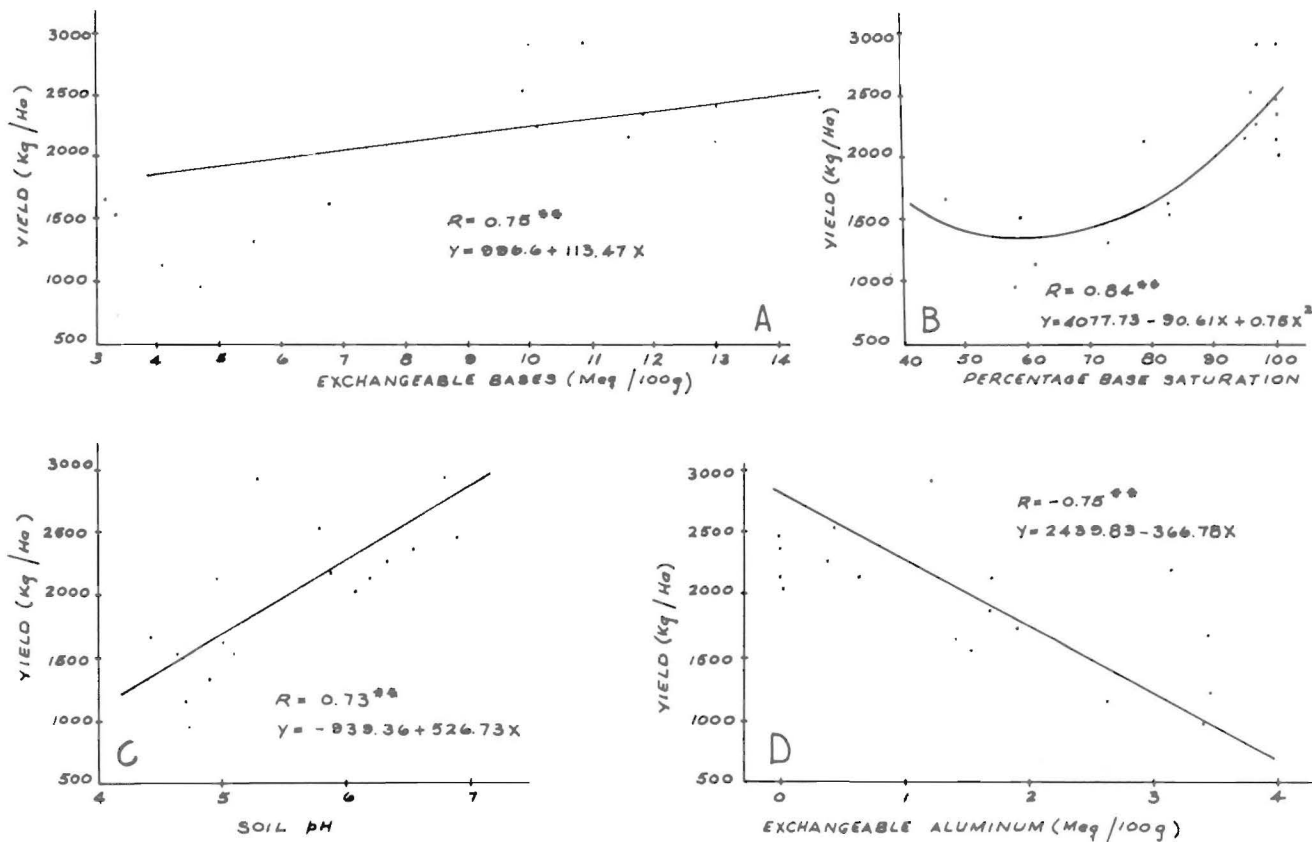 3000
2500
2000
1500
1000
500
YIELD (Kg/Ha)
R= 0.75**
Y= 996.6+113.47X
A
3 4 5 6 7 8 9 10 11 12 13 14
EXCHANGEABLE BASES (Meq/100g)
3000
2500
2000
1500
1000
500
YIELD (Kg/Ha)
R= 0.84**
Y=4077.73-90.61X+0.75X²
B
40 50 60 70 80 90 100
PERCENTAGE BASE SATURATION
3000
2500
2000
1500
1000
500
YIELD (Kg/Ha)
R= 0.73**
Y= -939.36+526.73X
C
4 5 6 7
SOIL pH
3000
2500
2000
1500
1000
500
YIELD (Kg/Ha)
R= -0.75**
Y= 2439.83-366.78X
D
0 1 2 3 4
EXCHANGEABLE ALUMINUM (Meq/100g)